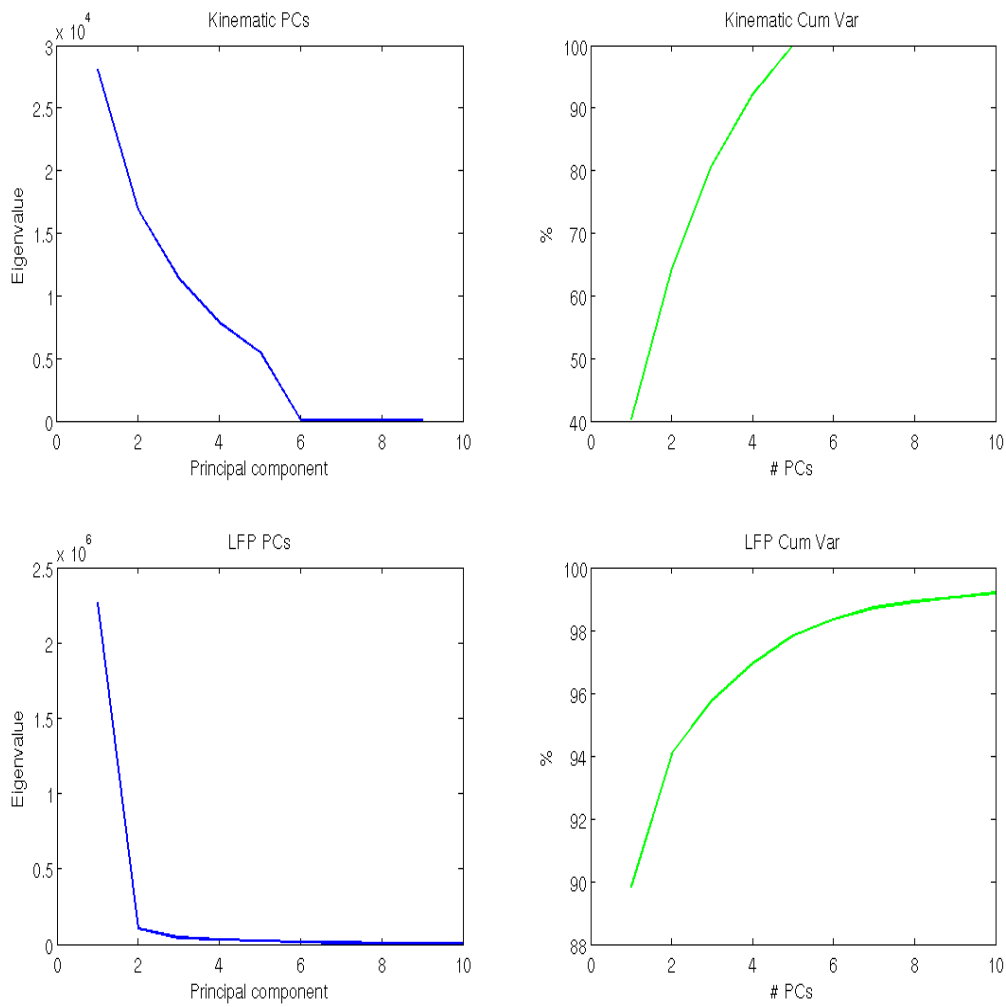 Kinematic PCs
x 10^4
3
2.5
2
1.5
1
0.5
0
Eigenvalue
0 2 4 6 8 10
Principal component
Kinematic Cum Var
100
90
80
70
60
50
40
%
0 2 4 6 8 10
# PCs
LFP PCs
x 10^6
2.5
2
1.5
1
0.5
0
Eigenvalue
0 2 4 6 8 10
Principal component
LFP Cum Var
100
98
96
94
92
90
88
%
0 2 4 6 8 10
# PCs